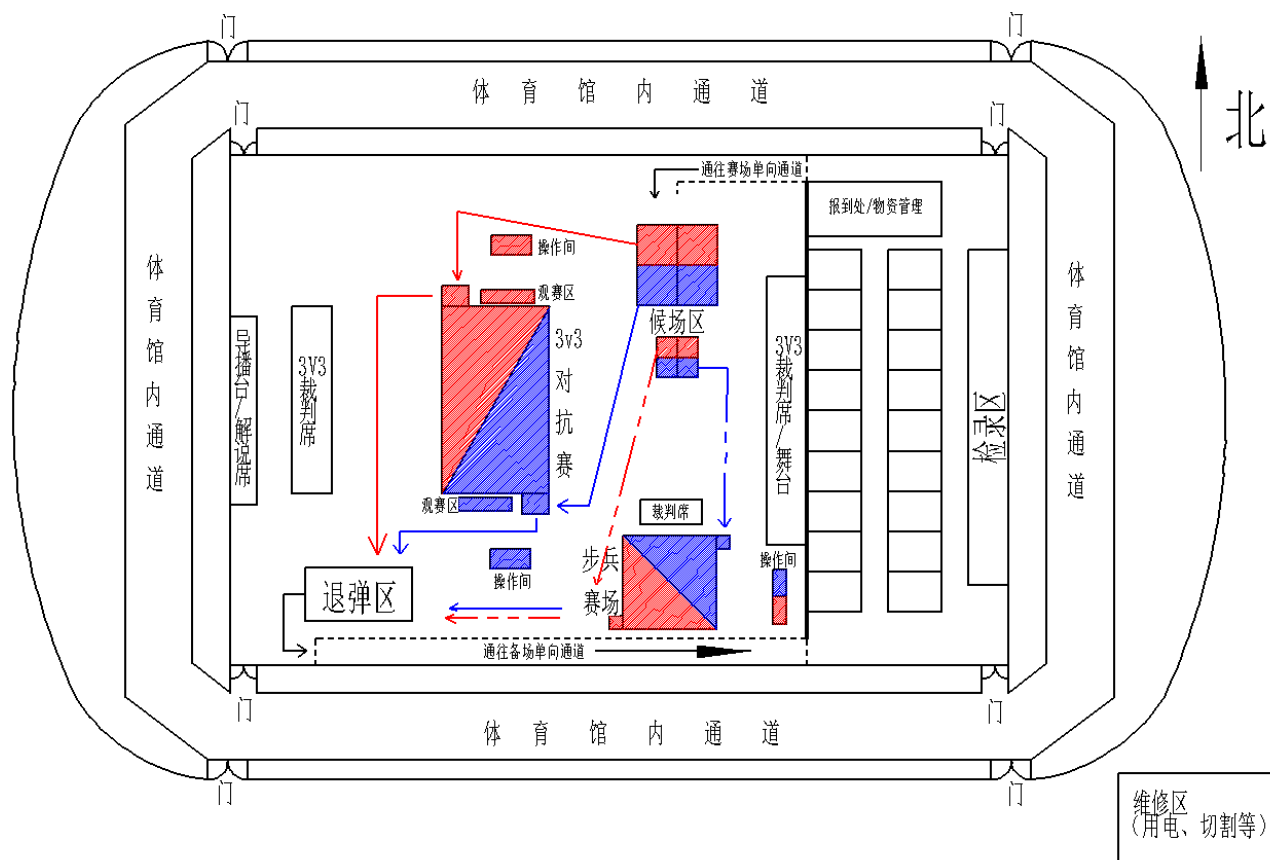 门
门
体育馆内通道
北
门
门
通往赛场单向通道
报到处/物资管理
操作间
体育馆内通道
体育馆内通道
观赛区
候场区
导播台/解说席
3V3裁判席
3v3对抗赛
3V3裁判席/舞台
检录区
观赛区
裁判席
操作间
步兵
赛场
操作间
退弹区
通往备场单向通道
门
门
体育馆内通道
门
门
维修区
(用电、切割等)